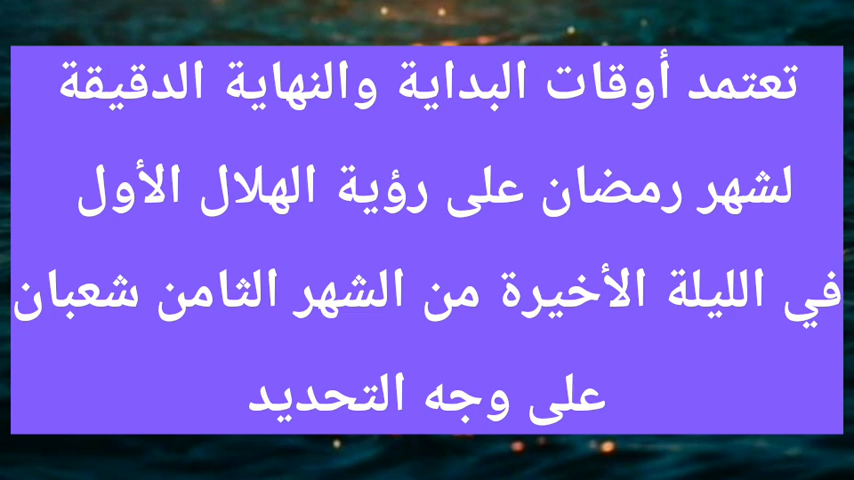 تعتمد أوقات البداية والنهاية الدقيقة
لشهر رمضان على رؤية الهلال الأول
في الليلة الأخيرة من الشهر الثامن شعبان
على وجه التحديد